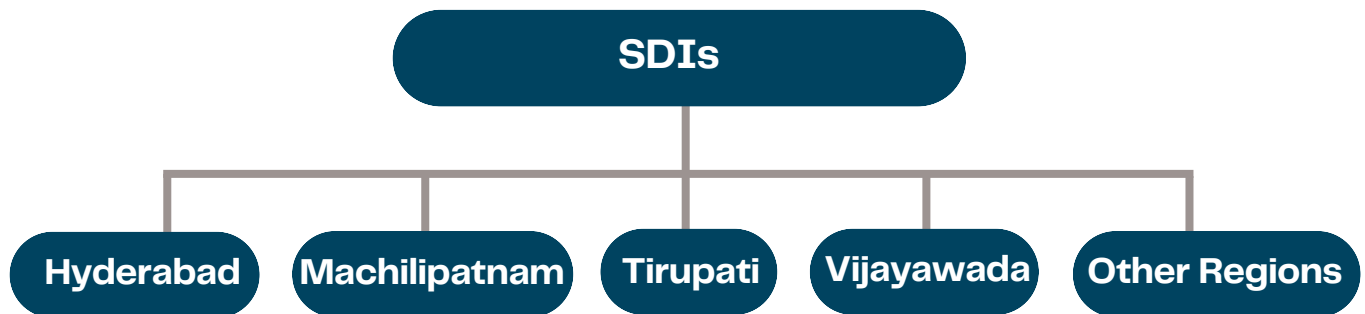 SDIs
Hyderabad
Machilipatnam
Tirupati
Vijayawada
Other Regions